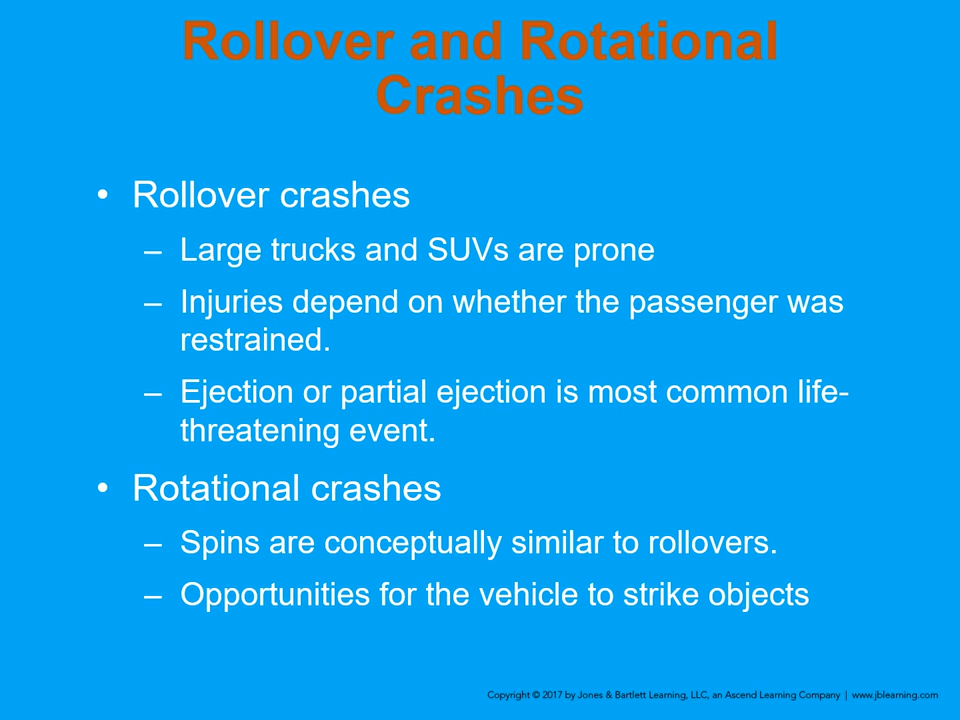 Rollover and Rotational
Crashes
• Rollover crashes
– Large trucks and SUVs are prone
– Injuries depend on whether the passenger was
restrained.
– Ejection or partial ejection is most common life-
threatening event.
• Rotational crashes
– Spins are conceptually similar to rollovers.
– Opportunities for the vehicle to strike objects
Copyright © 2017 by Jones & Bartlett Learning, LLC, an Ascend Learning Company | www.jblearning.com